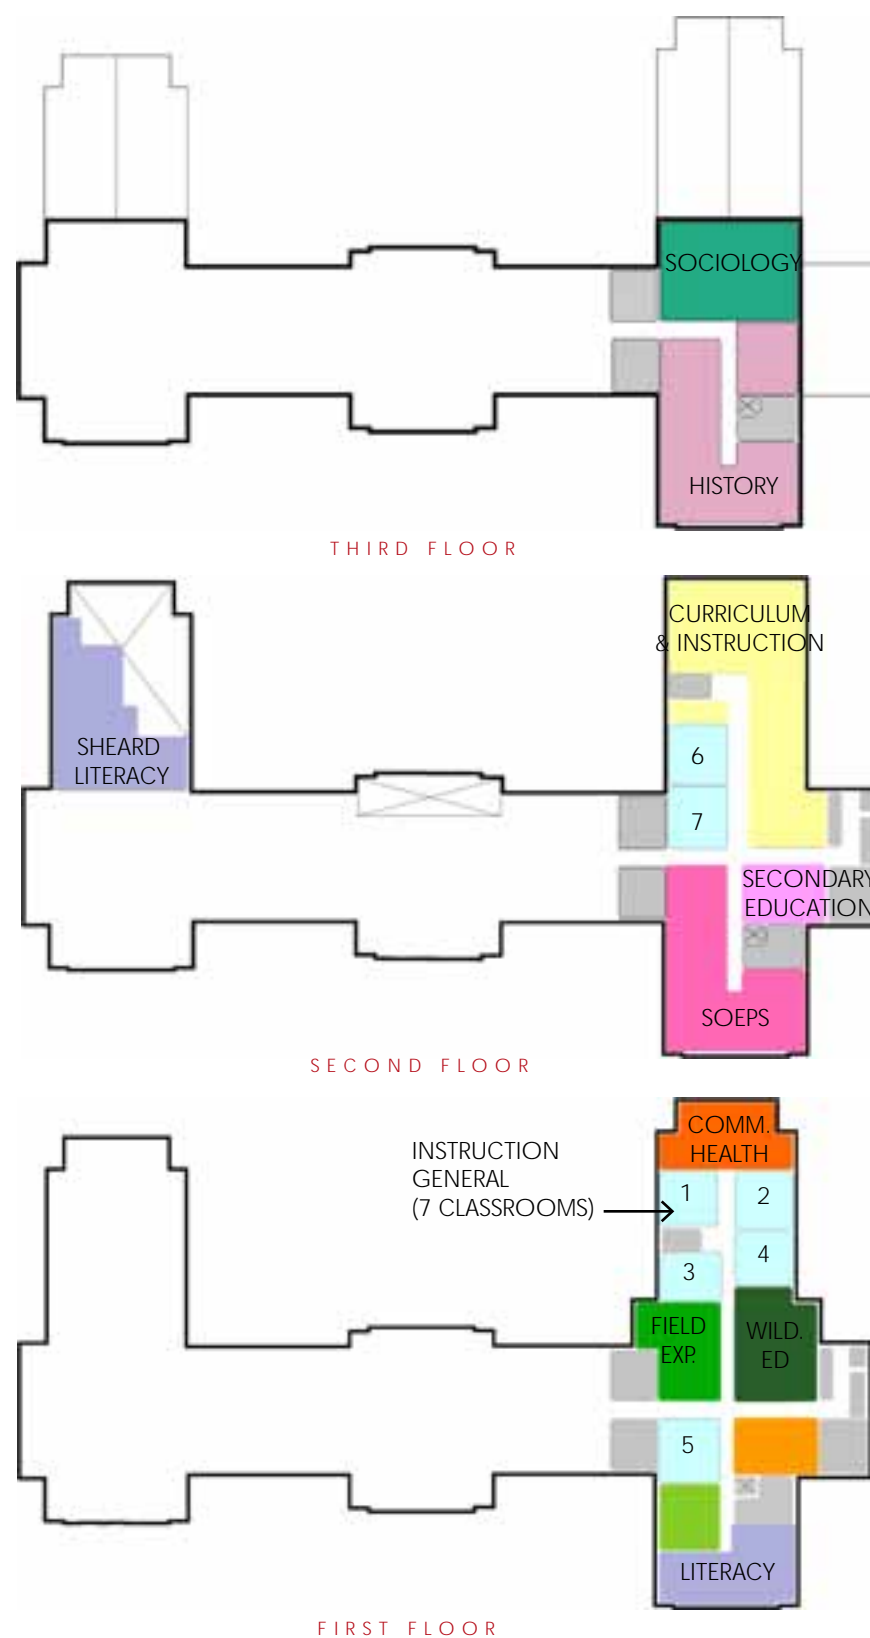 SOCIOLOGY
HISTORY
THIRD FLOOR
CURRICULUM
& INSTRUCTION
6
SHEARD
LITERACY
7
SECONDARY
EDUCATION
SOEPS
SECOND FLOOR
COMM.
HEALTH
INSTRUCTION
GENERAL
(7 CLASSROOMS)
1
2
4
3
FIELD
EXP.
WILD.
ED
5
LITERACY
FIRST FLOOR